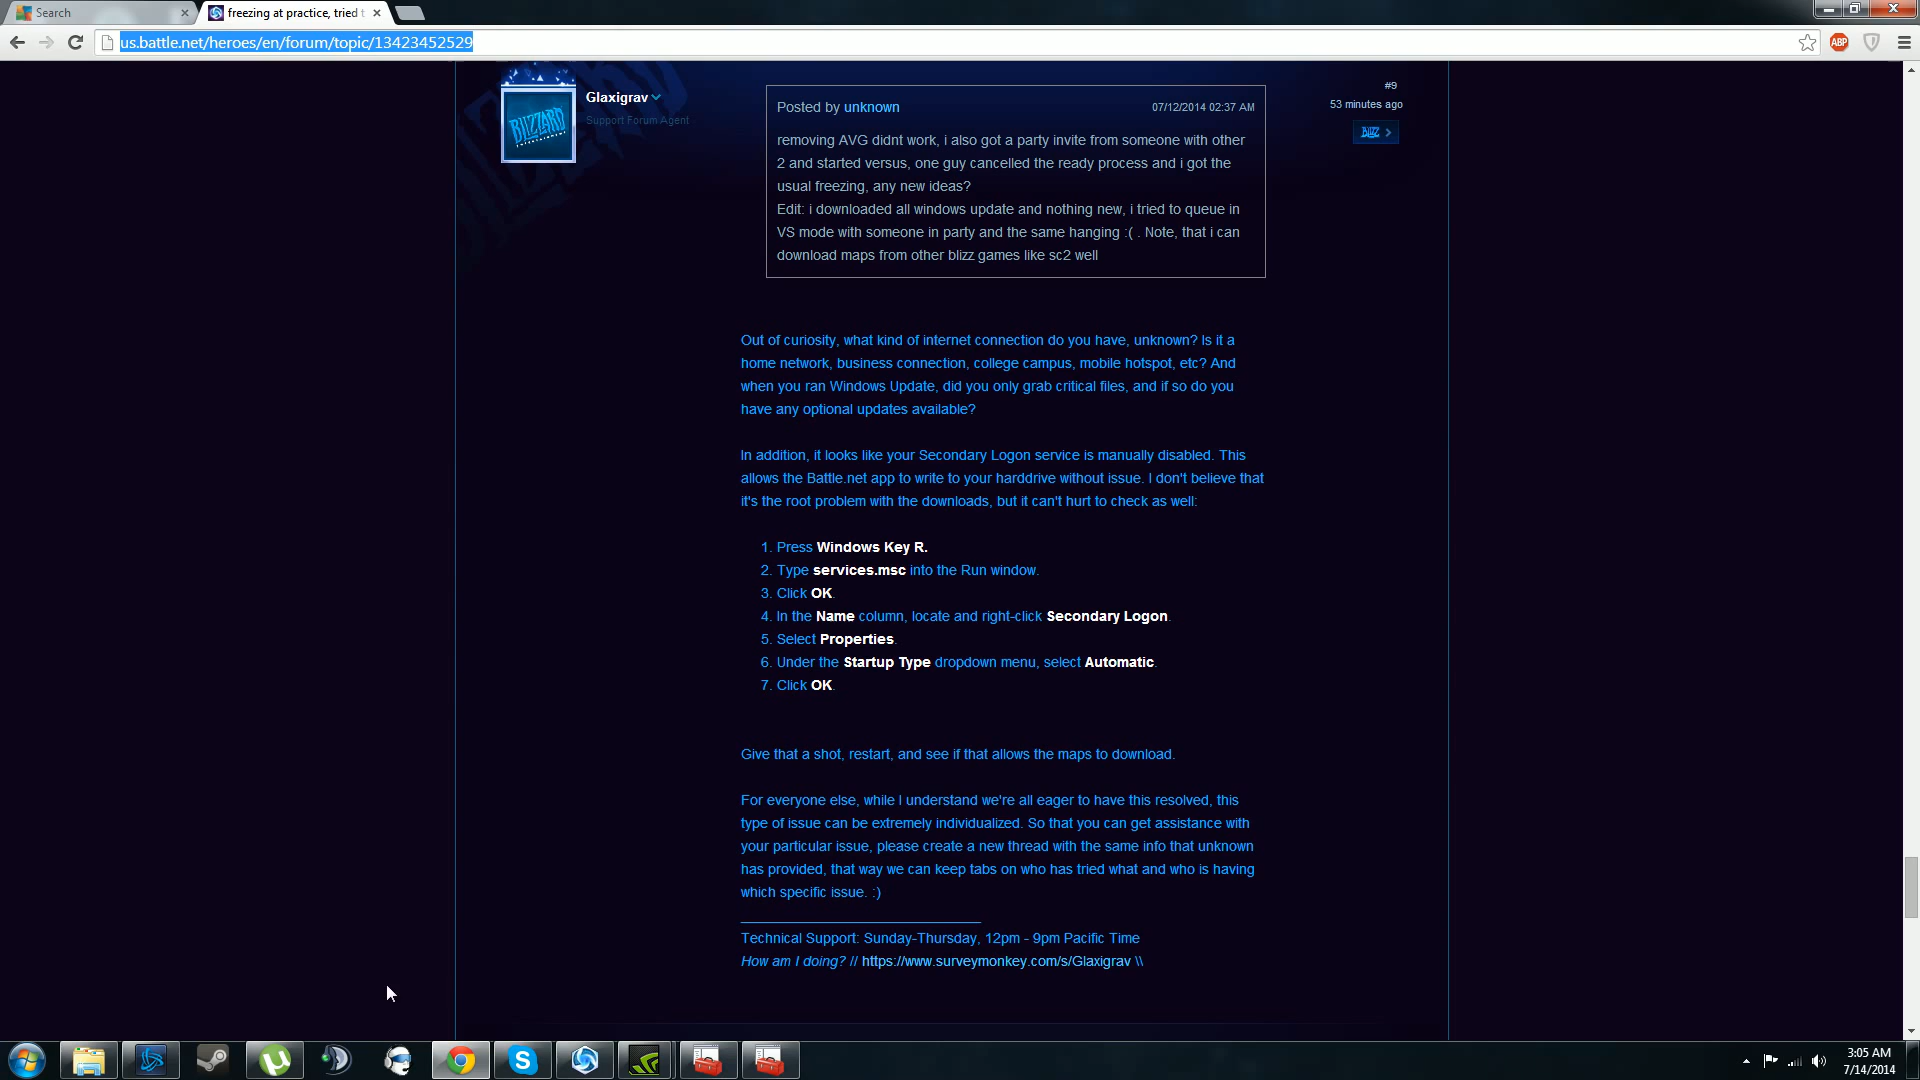 Search
freezing at practice, tried t
us.battle.net/heroes/en/forum/topic/13423452529
ABP
BLIZZARD
Glaxigrav
Support Forum Agent
Posted by unknown
07/12/2014 02:37 AM
removing AVG didnt work, i also got a party invite from someone with other
2 and started versus, one guy cancelled the ready process and i got the
usual freezing, any new ideas?
Edit: i downloaded all windows update and nothing new, i tried to queue in
VS mode with someone in party and the same hanging :( . Note, that i can
download maps from other blizz games like sc2 well
#9
53 minutes ago
BLIZZ
Out of curiosity, what kind of internet connection do you have, unknown? Is it a
home network, business connection, college campus, mobile hotspot, etc? And
when you ran Windows Update, did you only grab critical files, and if so do you
have any optional updates available?
In addition, it looks like your Secondary Logon service is manually disabled. This
allows the Battle.net app to write to your harddrive without issue. I don't believe that
it's the root problem with the downloads, but it can't hurt to check as well:
1. Press Windows Key R.
2. Type services.msc into the Run window.
3. Click OK.
4. In the Name column, locate and right-click Secondary Logon.
5. Select Properties.
6. Under the Startup Type dropdown menu, select Automatic.
7. Click OK.
Give that a shot, restart, and see if that allows the maps to download.
For everyone else, while I understand we're all eager to have this resolved, this
type of issue can be extremely individualized. So that you can get assistance with
your particular issue, please create a new thread with the same info that unknown
has provided, that way we can keep tabs on who has tried what and who is having
which specific issue. :)
Technical Support: Sunday-Thursday, 12pm - 9pm Pacific Time
How am I doing? // https://www.surveymonkey.com/s/Glaxigrav \\
3:05 AM
7/14/2014